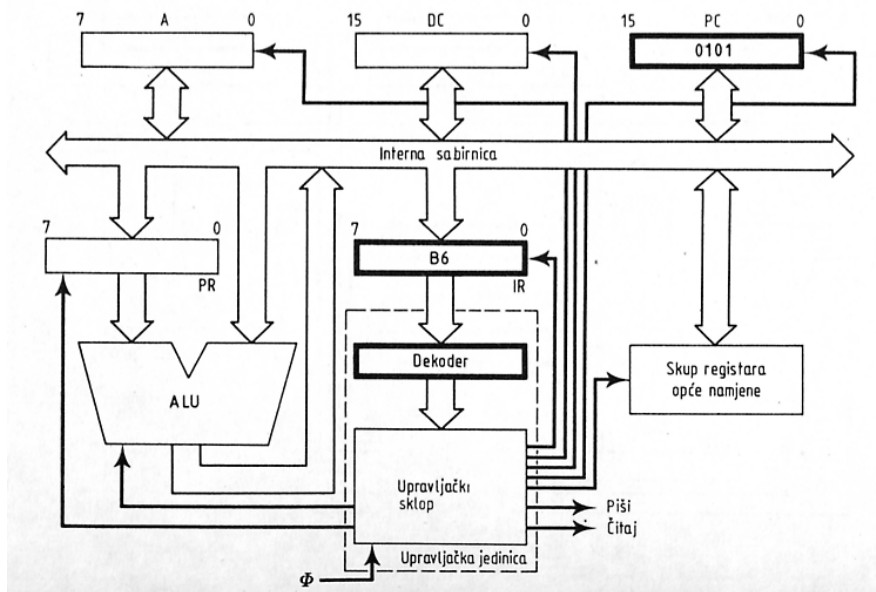 7 A 0
15 DC 0
15 PC 0
0101
Interna sabirnica
7 0
PR
7 0
B6
IR
Dekoder
ALU
Skup registara
opće namjene
Upravljački
sklop
Piši
Čitaj
Upravljačka jedinica
Φ